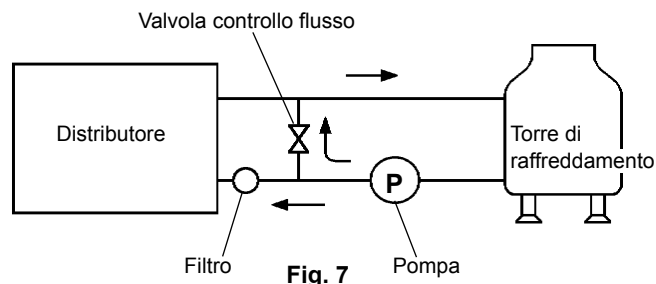 Valvola controllo flusso
Distributore
Torre di
raffreddamento
P
Filtro
Pompa
Fig. 7